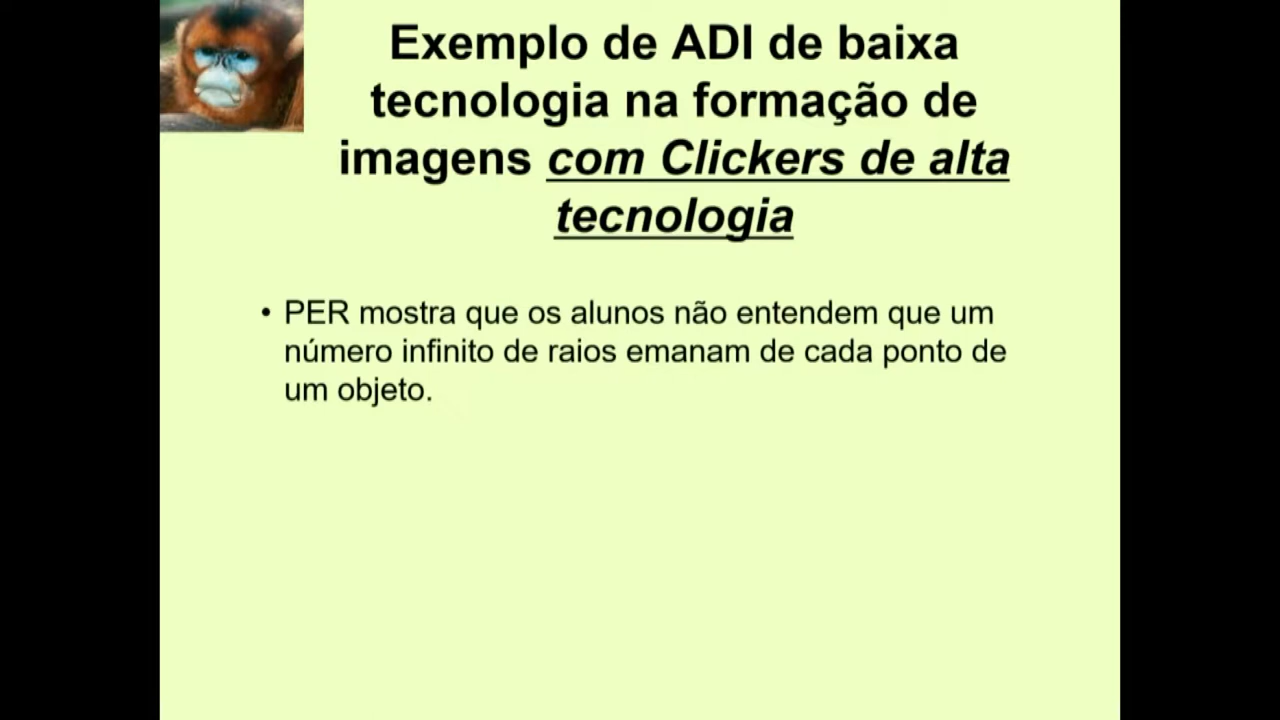 Exemplo de ADI de baixa
tecnologia na formação de
imagens com Clickers de alta
tecnologia
• PER mostra que os alunos não entendem que um
número infinito de raios emanam de cada ponto de
um objeto.